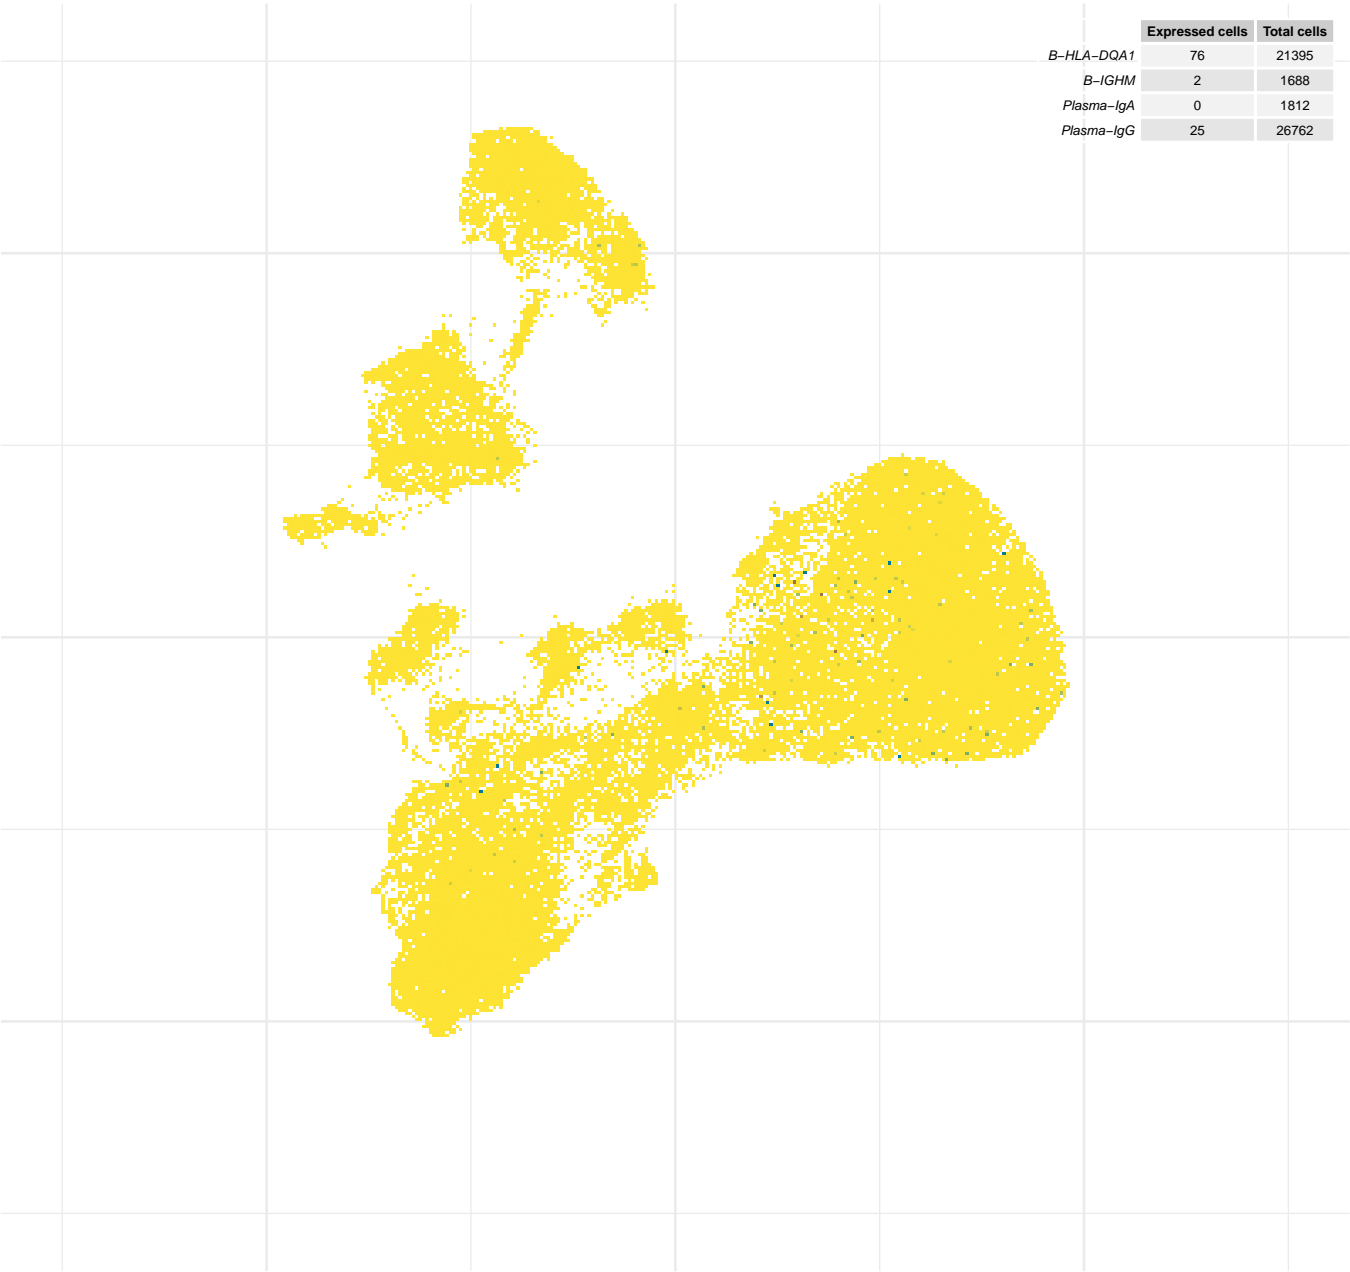 Expressed cells Total cells
B−HLA−DQA1 76 21395
B−IGHM 2 1688
Plasma−IgA 0 1812
Plasma−IgG 25 26762